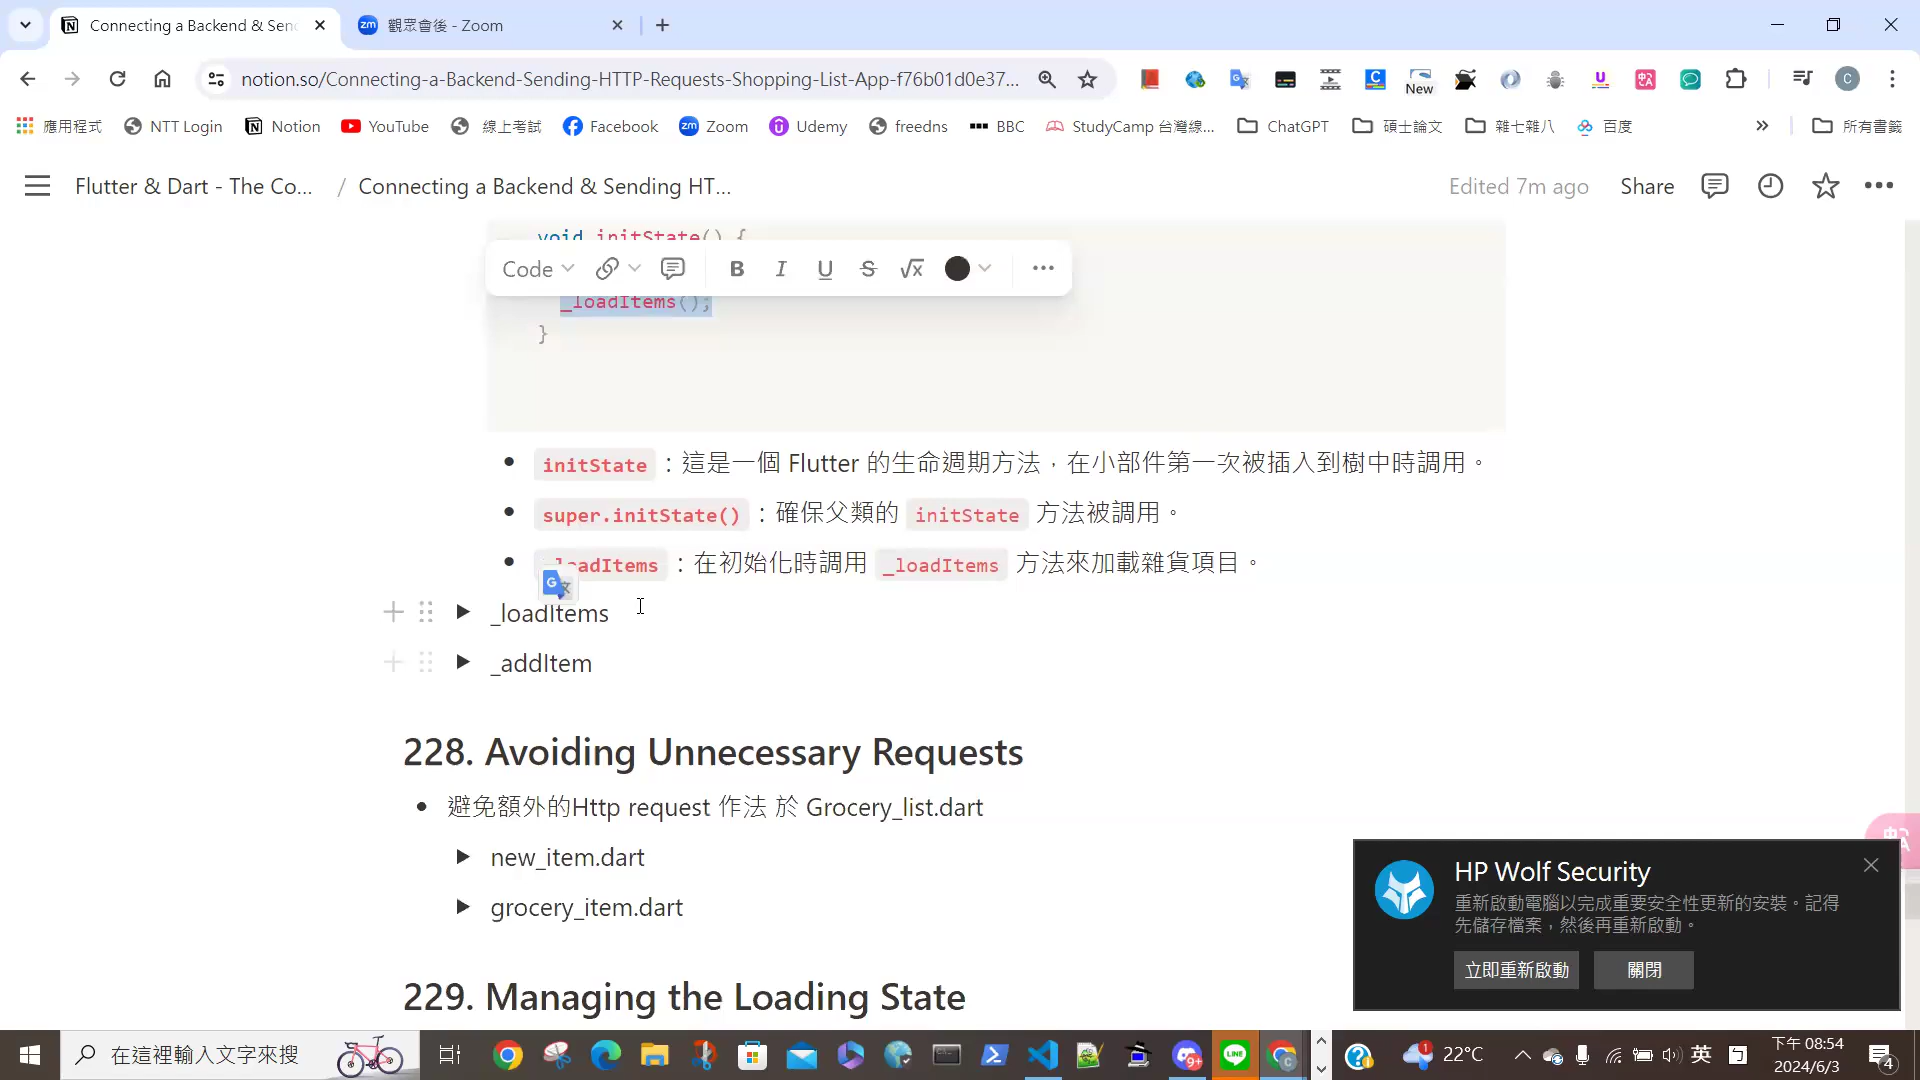 Connecting a Backend & Senc
觀眾會後 - Zoom
notion.so/Connecting-a-Backend-Sending-HTTP-Requests-Shopping-List-App-f76b01d0e37...
New
C
應用程式
NTT Login
Notion
YouTube
線上考試
Facebook
Zoom
Udemy
freedns
BBC
StudyCamp 台灣線...
ChatGPT
碩士論文
雜七雜八
百度
所有書籤
Flutter & Dart - The Co... / Connecting a Backend & Sending HT...
Edited 7m ago
Share
void initState() {
Code
B I U S √x
_loadItems();
}
initState：這是一個 Flutter 的生命週期方法，在小部件第一次被插入到樹中時調用。
super.initState()：確保父類的 initState 方法被調用。
_loadItems：在初始化時調用 _loadItems 方法來加載雜貨項目。
_loadItems
_addItem
228. Avoiding Unnecessary Requests
避免額外的Http request 作法 於 Grocery_list.dart
new_item.dart
grocery_item.dart
HP Wolf Security
重新啟動電腦以完成重要安全性更新的安裝。記得
先儲存檔案，然後再重新啟動。
立即重新啟動
關閉
229. Managing the Loading State
在這裡輸入文字來搜
22°C
英
下午 08:54
2024/6/3
4